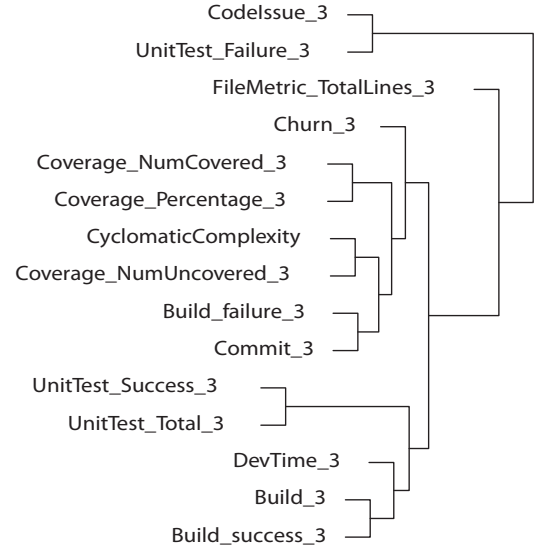 CodeIssue_3
UnitTest_Failure_3
FileMetric_TotalLines_3
Churn_3
Coverage_NumCovered_3
Coverage_Percentage_3
CyclomaticComplexity
Coverage_NumUncovered_3
Build_failure_3
Commit_3
UnitTest_Success_3
UnitTest_Total_3
DevTime_3
Build_3
Build_success_3